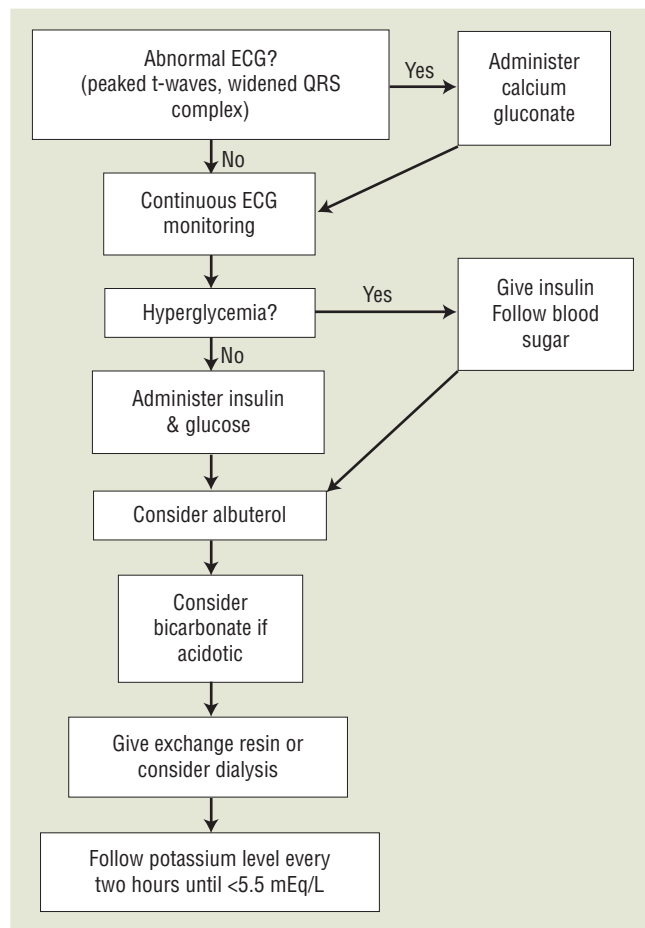 Abnormal ECG?
(peaked t-waves, widened QRS
complex)
Yes
Administer
calcium
gluconate
No
Continuous ECG
monitoring
Hyperglycemia?
Yes
Give insulin
Follow blood
sugar
No
Administer insulin
& glucose
Consider albuterol
Consider
bicarbonate if
acidotic
Give exchange resin or
consider dialysis
Follow potassium level every
two hours until <5.5 mEq/L